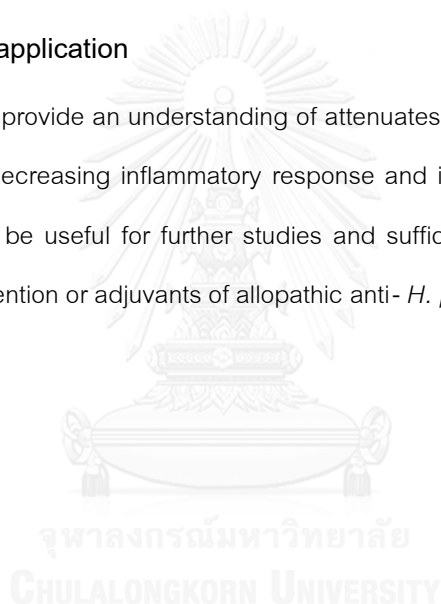 application
provide an understanding of attenuates
ecreasing inflammatory response and i
be useful for further studies and suffic
ention or adjuvants of allopathic anti- H.
จุฬาลงกรณ์มหาวิทยาลัย
CHULALONGKORN UNIVERSITY